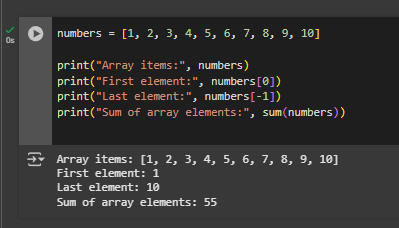 numbers = [1, 2, 3, 4, 5, 6, 7, 8, 9, 10]
0s
print("Array items:", numbers)
print("First element:", numbers[0])
print("Last element:", numbers[-1])
print("Sum of array elements:", sum(numbers))
Array items: [1, 2, 3, 4, 5, 6, 7, 8, 9, 10]
First element: 1
Last element: 10
Sum of array elements: 55